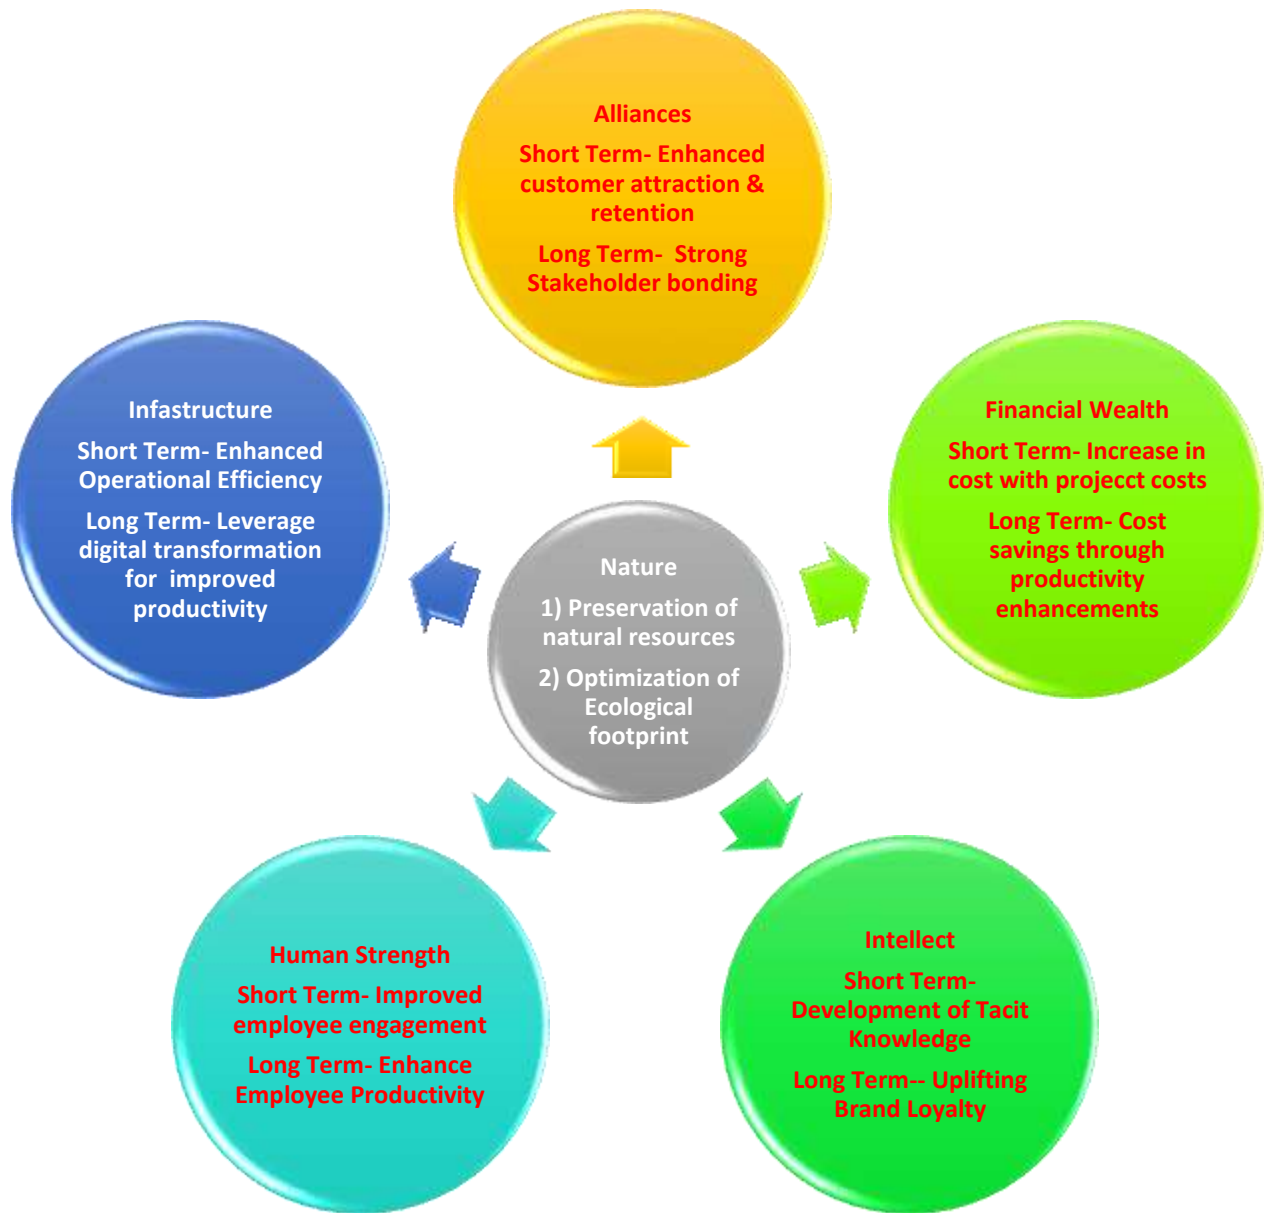 Alliances
Short Term- Enhanced
customer attraction &
retention
Long Term-  Strong
Stakeholder bonding
Financial Wealth
Short Term- Increase in
cost with projecct costs
Long Term- Cost
savings through
productivity
enhancements
Intellect
Short Term-
Development of Tacit
Knowledge
Long Term-- Uplifting
Brand Loyalty
Human Strength
Short Term- Improved
employee engagement
Long Term- Enhance
Employee Productivity
Infastructure
Short Term- Enhanced
Operational Efficiency
Long Term- Leverage
digital transformation
for  improved
productivity
Nature
1) Preservation of
natural resources
2) Optimization of
Ecological
footprint